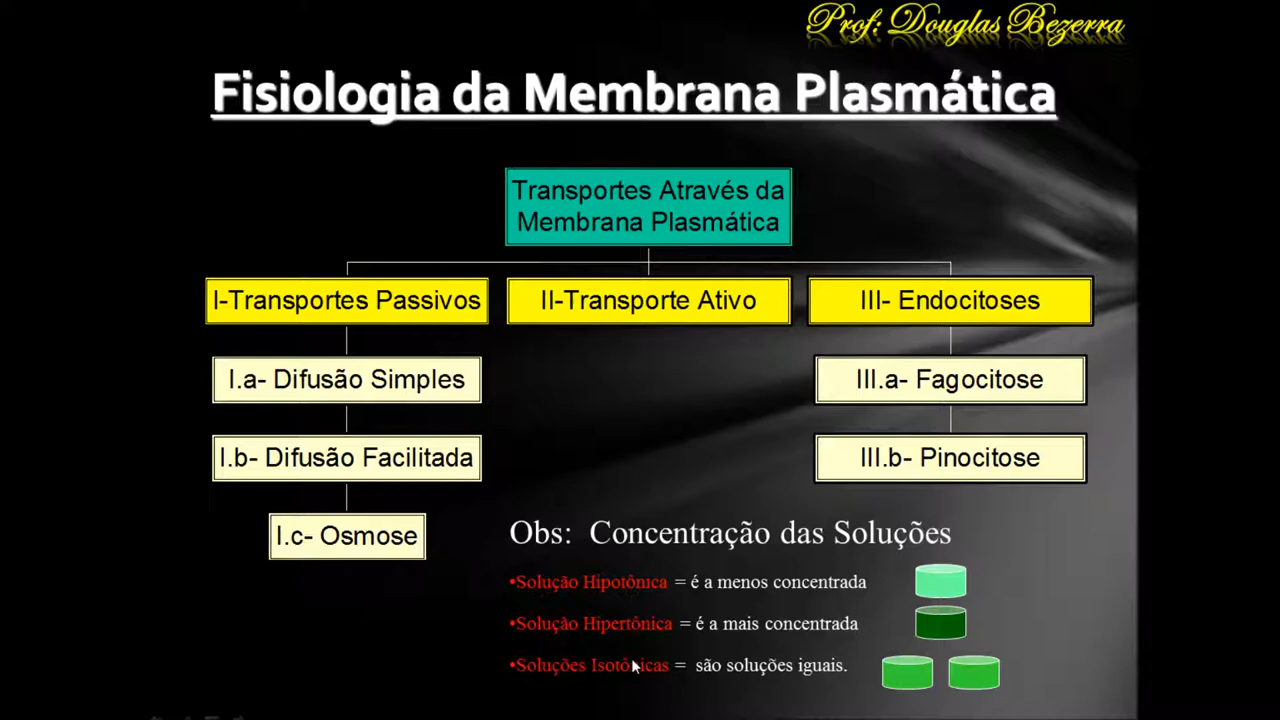 Prof: Douglas Bezerra
Fisiologia da Membrana Plasmática
Transportes Através da
Membrana Plasmática
I-Transportes Passivos
II-Transporte Ativo
III- Endocitoses
I.a- Difusão Simples
III.a- Fagocitose
I.b- Difusão Facilitada
III.b- Pinocitose
I.c- Osmose
Obs: Concentração das Soluções
•Solução Hipotônica = é a menos concentrada
•Solução Hipertônica = é a mais concentrada
•Soluções Isotônicas = são soluções iguais.